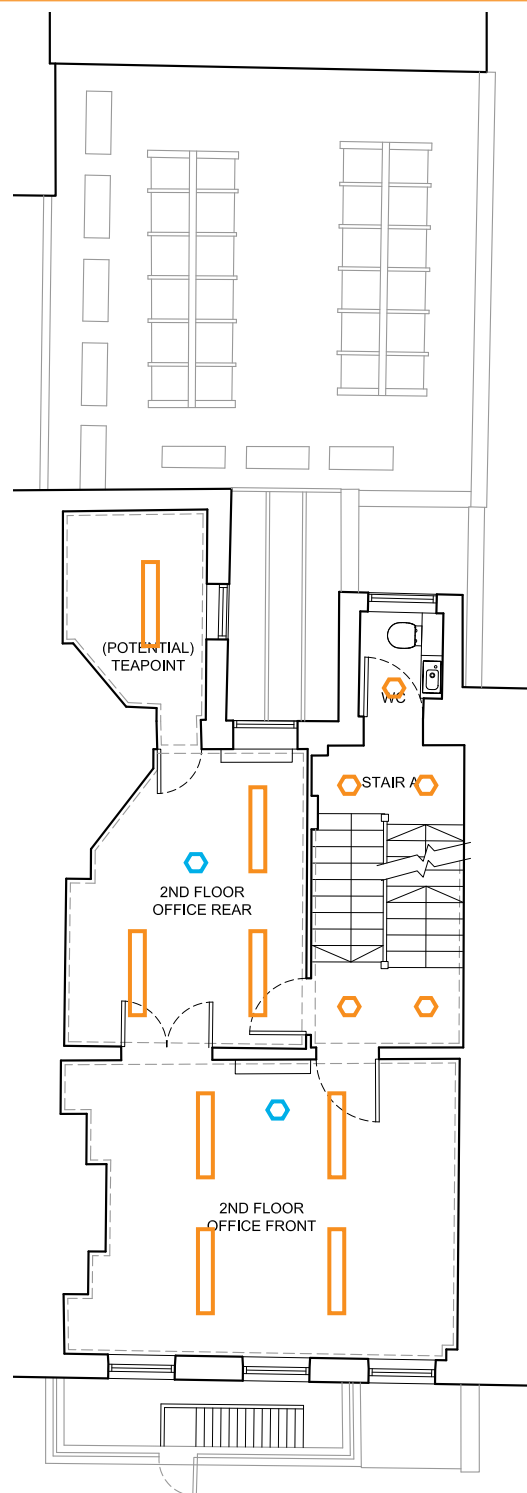 (POTENTIAL)
TEAPOINT
WC
STAIR A
2ND FLOOR
OFFICE REAR
2ND FLOOR
OFFICE FRONT